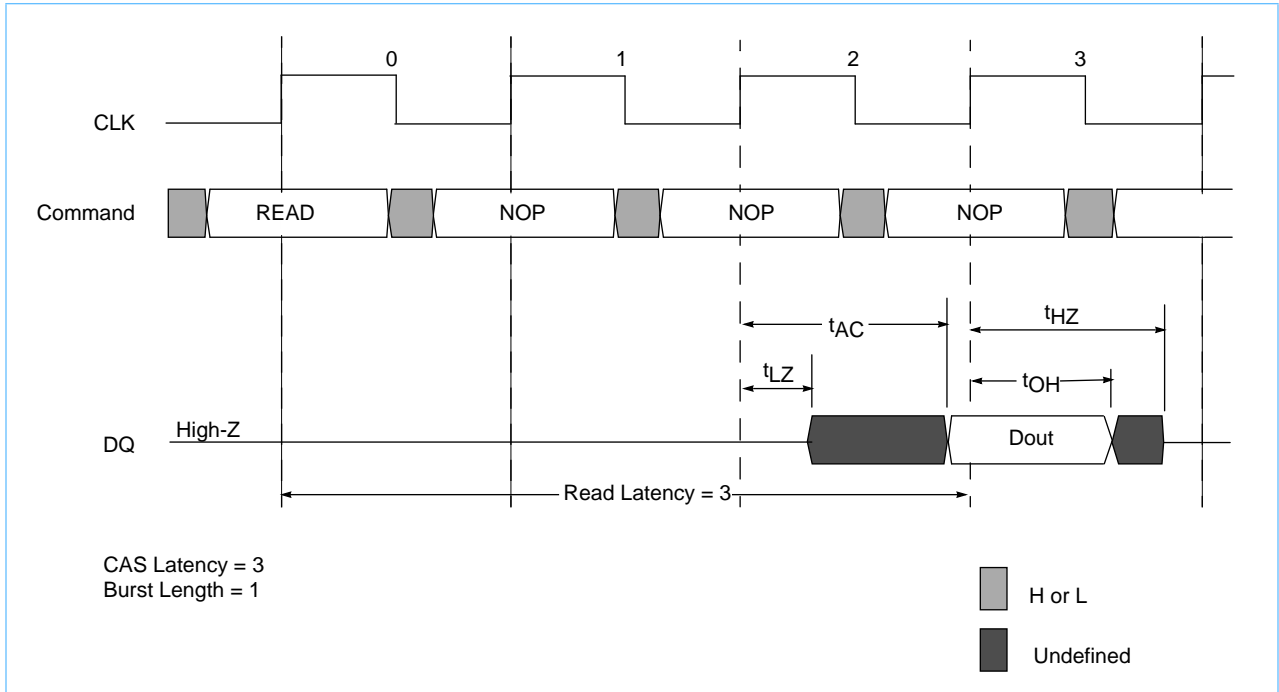 0 1 2 3
CLK
Command READ NOP NOP NOP
tAC tHZ
tLZ tOH
DQ High-Z Dout
Read Latency = 3
CAS Latency = 3
Burst Length = 1
H or L
Undefined